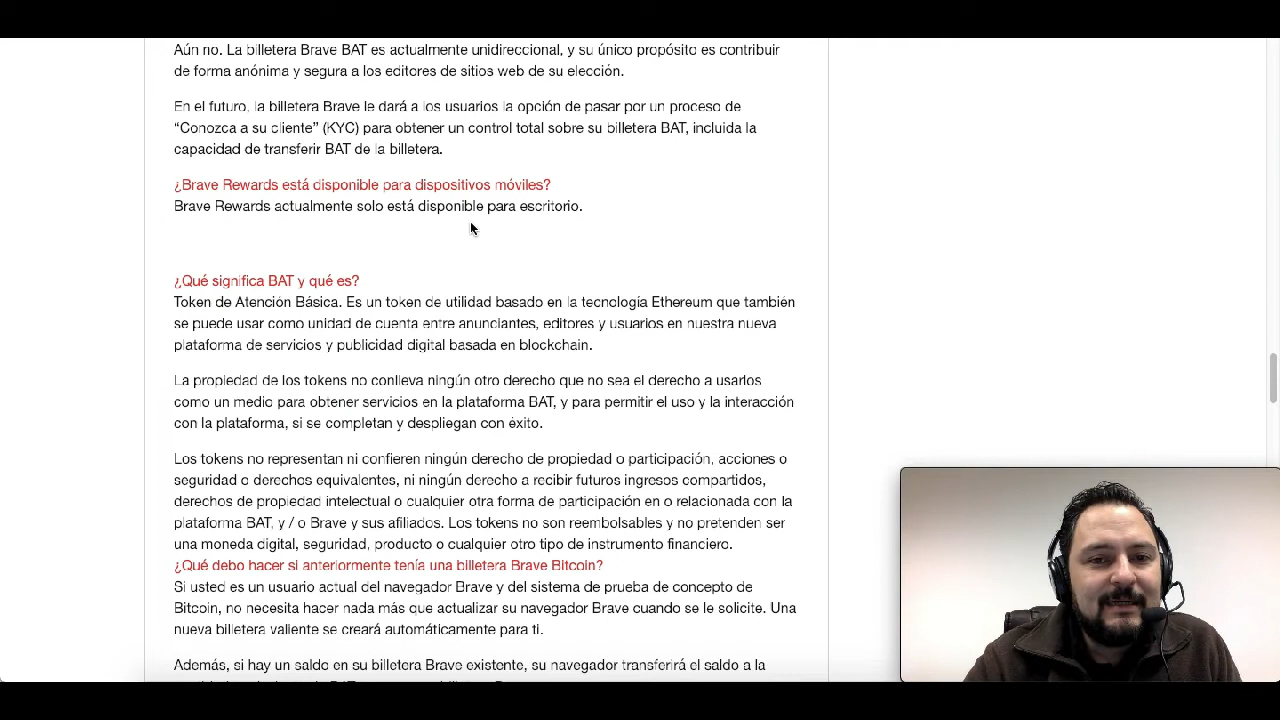 Aún no. La billetera Brave BAT es actualmente unidireccional, y su único propósito es contribuir
de forma anónima y segura a los editores de sitios web de su elección.
En el futuro, la billetera Brave le dará a los usuarios la opción de pasar por un proceso de
“Conozca a su cliente” (KYC) para obtener un control total sobre su billetera BAT, incluida la
capacidad de transferir BAT de la billetera.
¿Brave Rewards está disponible para dispositivos móviles?
Brave Rewards actualmente solo está disponible para escritorio.
¿Qué significa BAT y qué es?
Token de Atención Básica. Es un token de utilidad basado en la tecnología Ethereum que también
se puede usar como unidad de cuenta entre anunciantes, editores y usuarios en nuestra nueva
plataforma de servicios y publicidad digital basada en blockchain.
La propiedad de los tokens no conlleva ningún otro derecho que no sea el derecho a usarlos
como un medio para obtener servicios en la plataforma BAT, y para permitir el uso y la interacción
con la plataforma, si se completan y despliegan con éxito.
Los tokens no representan ni confieren ningún derecho de propiedad o participación, acciones o
seguridad o derechos equivalentes, ni ningún derecho a recibir futuros ingresos compartidos,
derechos de propiedad intelectual o cualquier otra forma de participación en o relacionada con la
plataforma BAT, y / o Brave y sus afiliados. Los tokens no son reembolsables y no pretenden ser
una moneda digital, seguridad, producto o cualquier otro tipo de instrumento financiero.
¿Qué debo hacer si anteriormente tenía una billetera Brave Bitcoin?
Si usted es un usuario actual del navegador Brave y del sistema de prueba de concepto de
Bitcoin, no necesita hacer nada más que actualizar su navegador Brave cuando se le solicite. Una
nueva billetera valiente se creará automáticamente para ti.
Además, si hay un saldo en su billetera Brave existente, su navegador transferirá el saldo a la